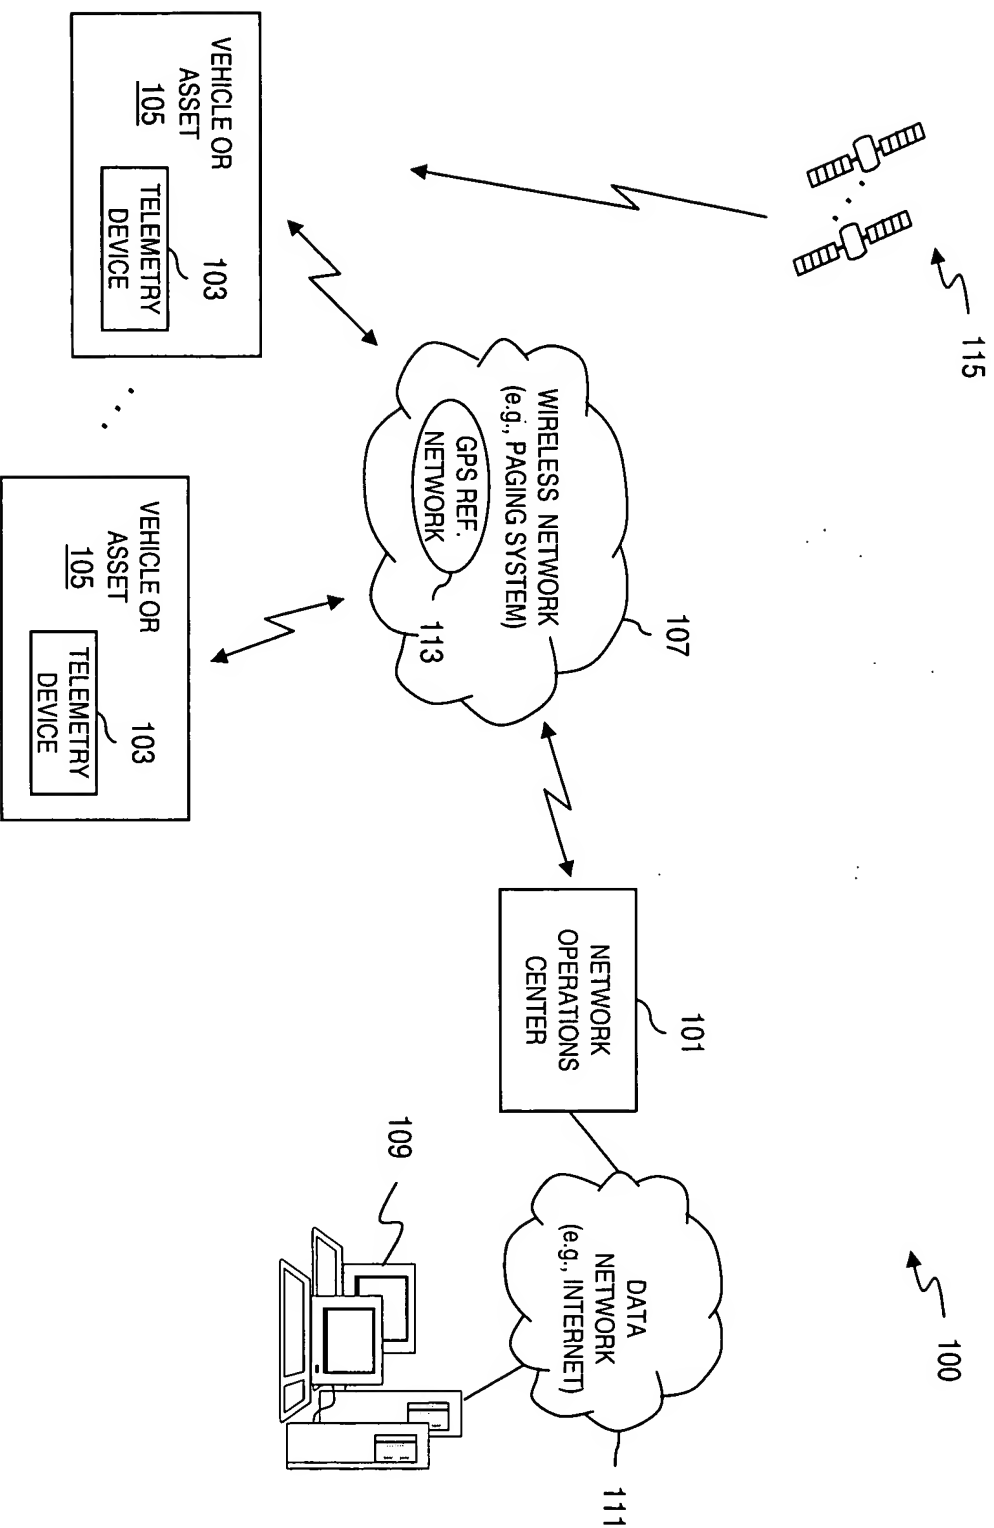 100
115
107
WIRELESS NETWORK
(e.g., PAGING SYSTEM)
GPS REF.
NETWORK
113
101
NETWORK
OPERATIONS
CENTER
DATA
NETWORK
(e.g., INTERNET)
111
109
VEHICLE OR
ASSET
105
103
TELEMETRY
DEVICE
VEHICLE OR
ASSET
105
103
TELEMETRY
DEVICE